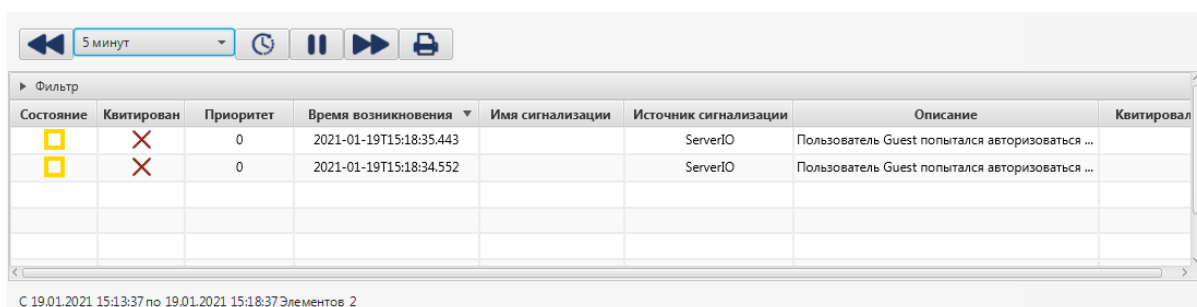 5 минут
Фильтр
Состояние Квитирован Приоритет Время возникновения Имя сигнализации Источник сигнализации Описание Квитировал
0 2021-01-19T15:18:35.443 ServerIO Пользователь Guest попытался авторизоваться ...
0 2021-01-19T15:18:34.552 ServerIO Пользователь Guest попытался авторизоваться ...
С 19.01.2021 15:13:37 по 19.01.2021 15:18:37 Элементов 2